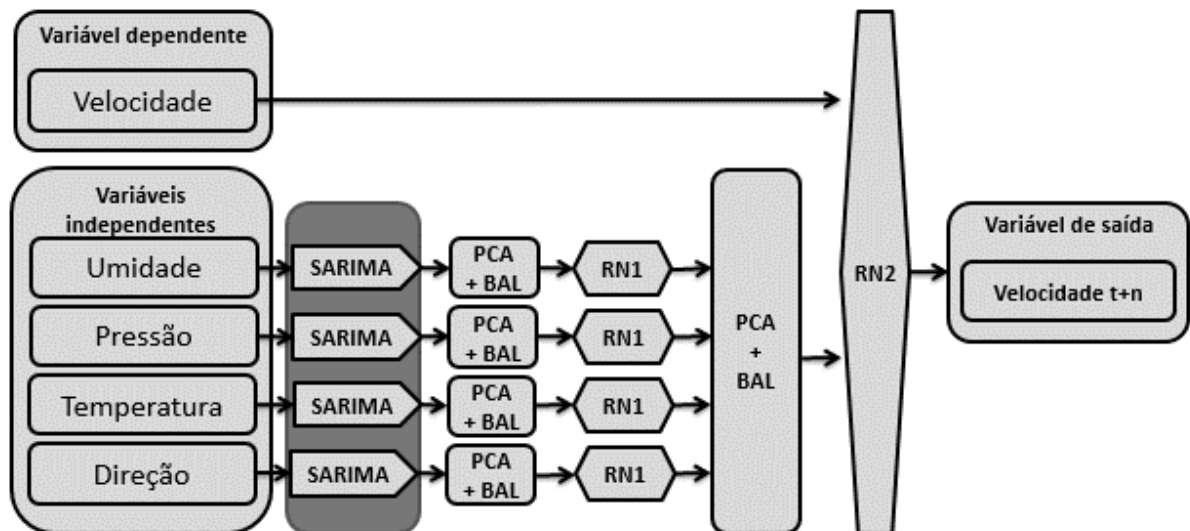 Variável dependente
Velocidade
Variáveis
independentes
Umidade
SARIMA
PCA
+ BAL
RN1
Pressão
SARIMA
PCA
+ BAL
RN1
Temperatura
SARIMA
PCA
+ BAL
RN1
Direção
SARIMA
PCA
+ BAL
RN1
PCA
+
BAL
RN2
Variável de saída
Velocidade t+n